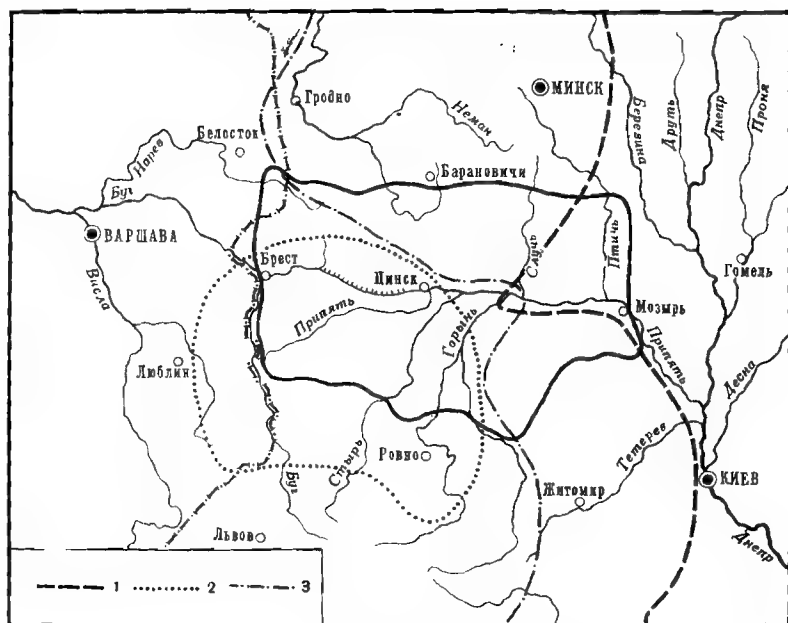 Гродно
МИНСК
Неман
Березина
Друть
Днепр
Проня
Белосток
Нарев
Буг
Барановичи
ВАРШАВА
Висла
Брест
Пинск
Случь
Птичь
Гомель
Припять
Горынь
Мозырь
Припять
Десна
Люблин
Стырь
Ровно
Тетерев
Буг
Житомир
КИЕВ
Львов
Днепр
1 2 3